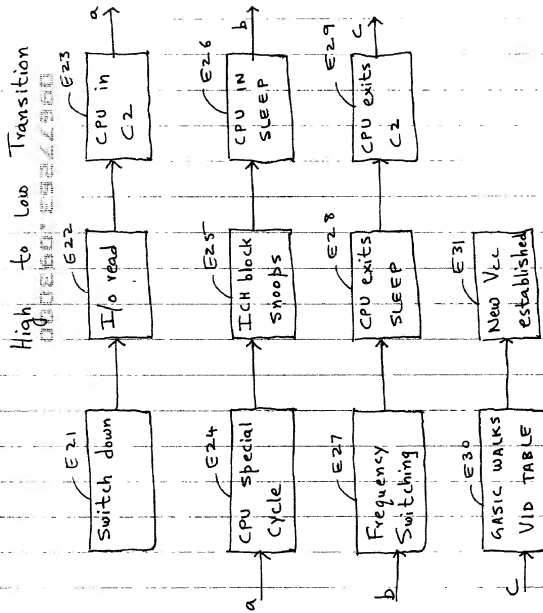 High to Low Transition
E21
Switch down
E22
I/o read
E23
CPU in
C2
a
a
E24
CPU special
Cycle
E25
ICH block
snoops
E26
CPU IN
SLEEP
b
b
E27
Frequency
Switching
E28
CPU exits
SLEEP
E29
CPU exits
C2
c
c
E30
GASIC WALKS
VID TABLE
E31
New Vcc
established